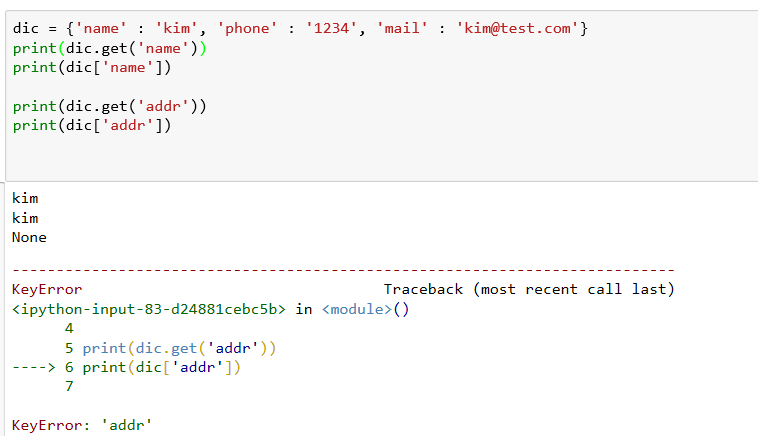 dic = {'name' : 'kim', 'phone' : '1234', 'mail' : 'kim@test.com'}
print(dic.get('name'))
print(dic['name'])
print(dic.get('addr'))
print(dic['addr'])
kim
kim
None
---------------------------------------------------------------------------
KeyError                                  Traceback (most recent call last)
<ipython-input-83-d24881cebc5b> in <module>()
      4
      5 print(dic.get('addr'))
----> 6 print(dic['addr'])
      7
KeyError: 'addr'